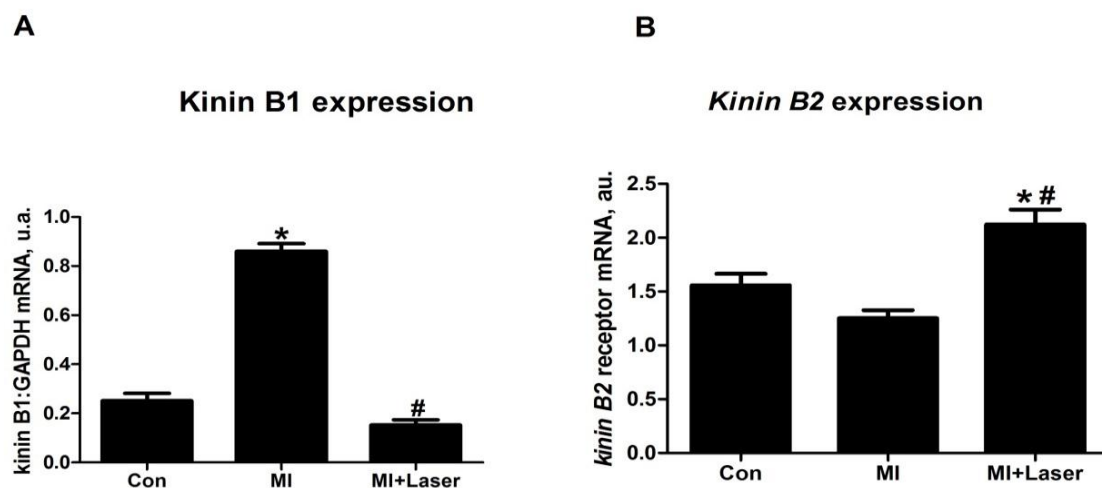 A
Kinin B1 expression
kinin B1:GAPDH mRNA, u.a.
1.0
0.8
0.6
0.4
0.2
0.0
*
#
Con
MI
MI+Laser
B
Kinin B2 expression
kinin B2 receptor mRNA, au.
2.5
2.0
1.5
1.0
0.5
0.0
* #
Con
MI
MI+Laser